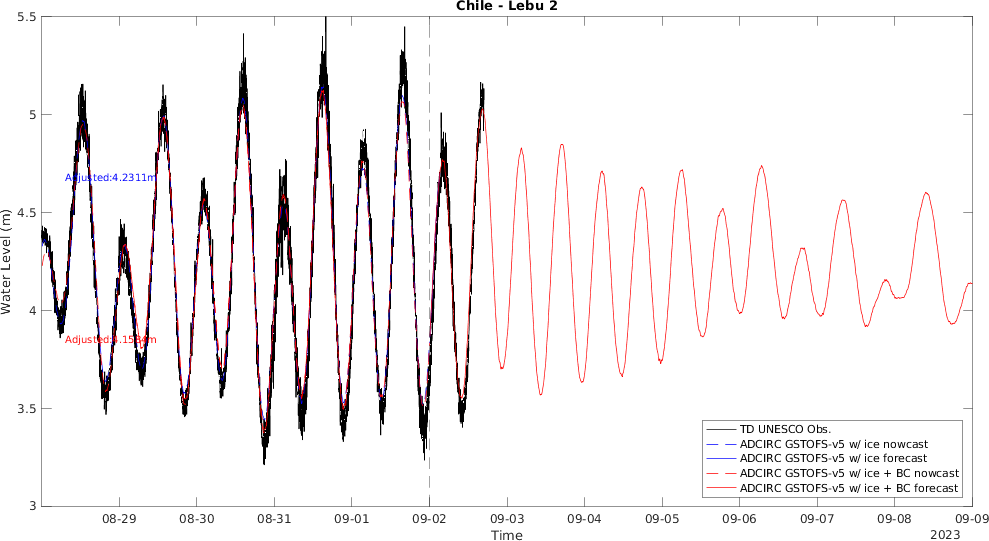 Chile - Lebu 2
5.5
5
4.5
4
3.5
3
Water Level (m)
Adjusted:4.2311m
Adjusted:4.1584m
TD UNESCO Obs.
ADCIRC GSTOFS-v5 w/ ice nowcast
ADCIRC GSTOFS-v5 w/ ice forecast
ADCIRC GSTOFS-v5 w/ ice + BC nowcast
ADCIRC GSTOFS-v5 w/ ice + BC forecast
08-29 08-30 08-31 09-01 09-02 09-03 09-04 09-05 09-06 09-07 09-08 09-09
Time
2023